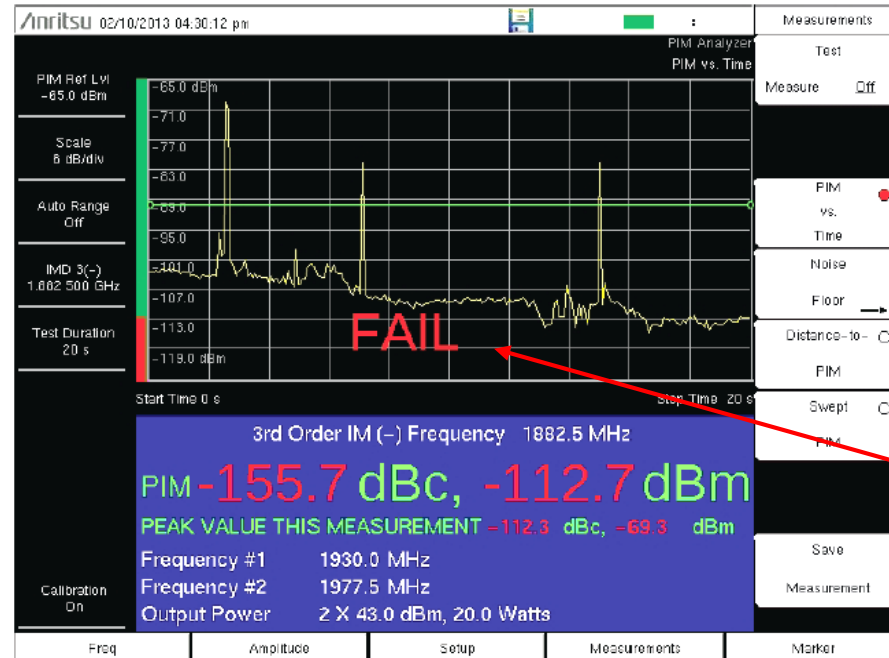 Anritsu 02/10/2013 04:30:12 pm
Measurements
PIM Analyzer
PIM vs. Time
Test
Measure Off
PIM Ref Lvl
-65.0 dBm
-65.0 dBm
-71.0
Scale
6 dB/div
-77.0
-83.0
PIM
vs.
Time
Auto Range
Off
-89.0
-95.0
Noise
Floor
IMD 3(-)
1.882 500 GHz
-101.0
-107.0
Test Duration
20 s
-113.0
FAIL
-119.0 dBm
Distance-to-
PIM
Start Time 0 s
Stop Time 20 s
Swept
PIM
3rd Order IM (-) Frequency 1882.5 MHz
PIM -155.7 dBc, -112.7 dBm
PEAK VALUE THIS MEASUREMENT -112.3 dBc, -69.3 dBm
Frequency #1 1930.0 MHz
Frequency #2 1977.5 MHz
Output Power 2 X 43.0 dBm, 20.0 Watts
Save
Measurement
Calibration
On
Freq
Amplitude
Setup
Measurements
Marker